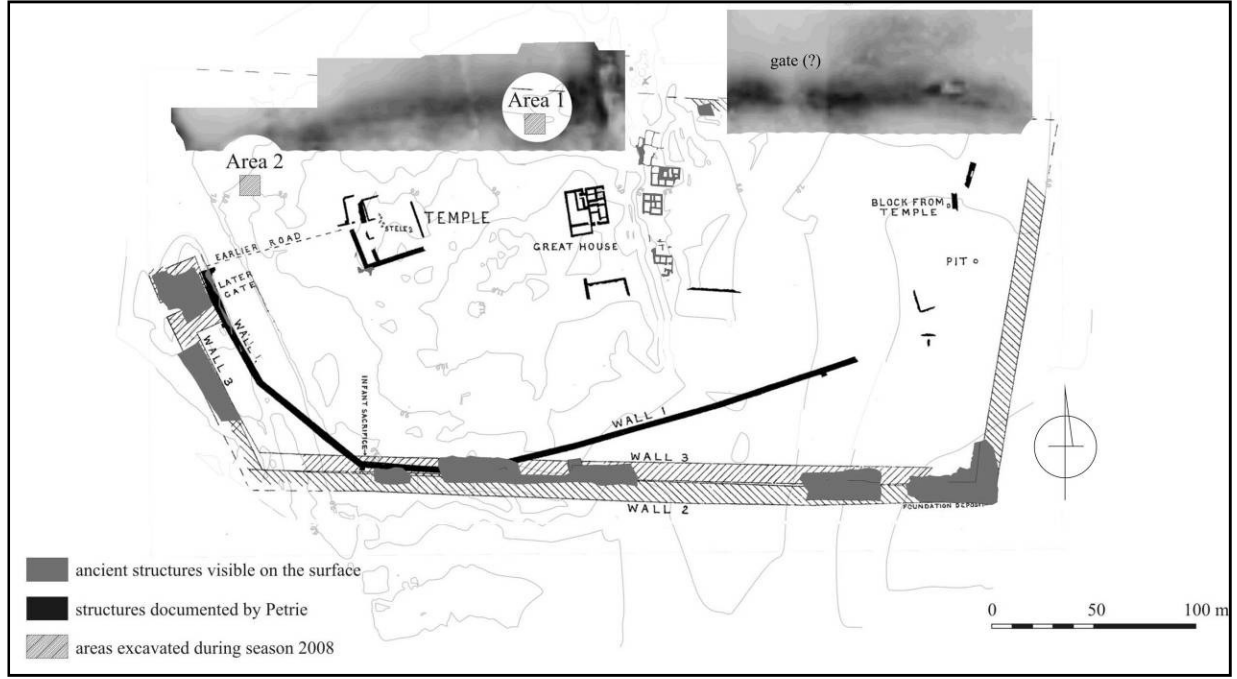 gate (?)
Area 1
Area 2
BLOCK FROM
TEMPLE
TEMPLE
STELES
GREAT HOUSE
EARLIER ROAD
PIT
LATER
GATE
WALL 1
WALL 3
INFANT SACRIFICE
WALL 1
WALL 3
WALL 2
FOUNDATION DEPOSIT
ancient structures visible on the surface
structures documented by Petrie
areas excavated during season 2008
0 50 100 m